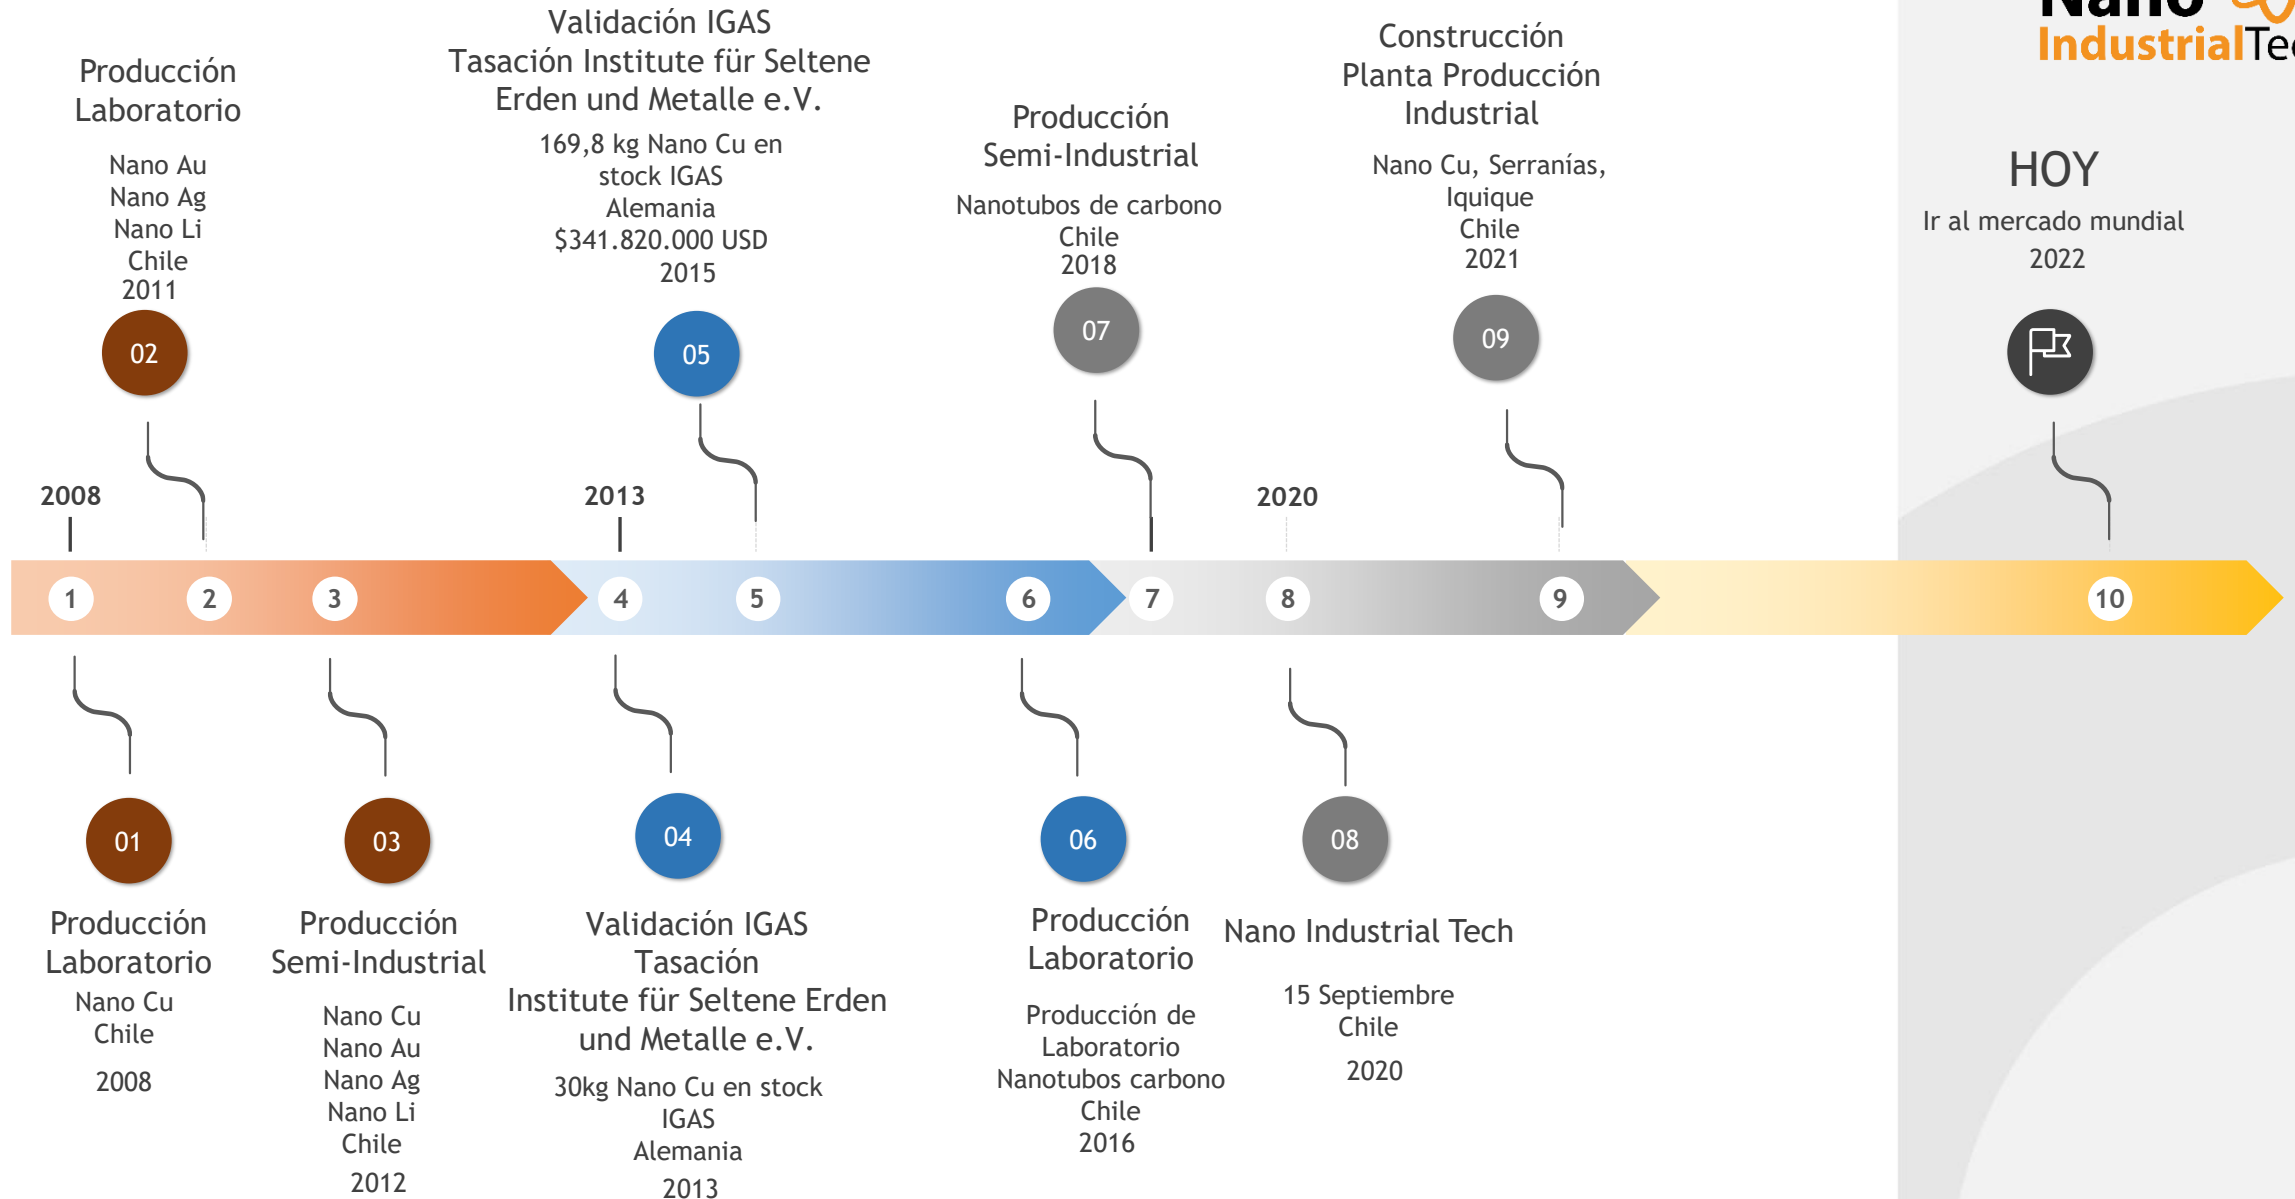 Nano
IndustrialTec
Producción
Laboratorio
Nano Au
Nano Ag
Nano Li
Chile
2011
02
Validación IGAS
Tasación Institute für Seltene
Erden und Metalle e.V.
169,8 kg Nano Cu en
stock IGAS
Alemania
$341.820.000 USD
2015
05
Producción
Semi-Industrial
Nanotubos de carbono
Chile
2018
07
Construcción
Planta Producción
Industrial
Nano Cu, Serranías,
Iquique
Chile
2021
09
HOY
Ir al mercado mundial
2022
2008
2013
2020
1
2
3
4
5
6
7
8
9
10
01
Producción
Laboratorio
Nano Cu
Chile
2008
03
Producción
Semi-Industrial
Nano Cu
Nano Au
Nano Ag
Nano Li
Chile
2012
04
Validación IGAS
Tasación
Institute für Seltene Erden
und Metalle e.V.
30kg Nano Cu en stock
IGAS
Alemania
2013
06
Producción
Laboratorio
Producción de
Laboratorio
Nanotubos carbono
Chile
2016
08
Nano Industrial Tech
15 Septiembre
Chile
2020